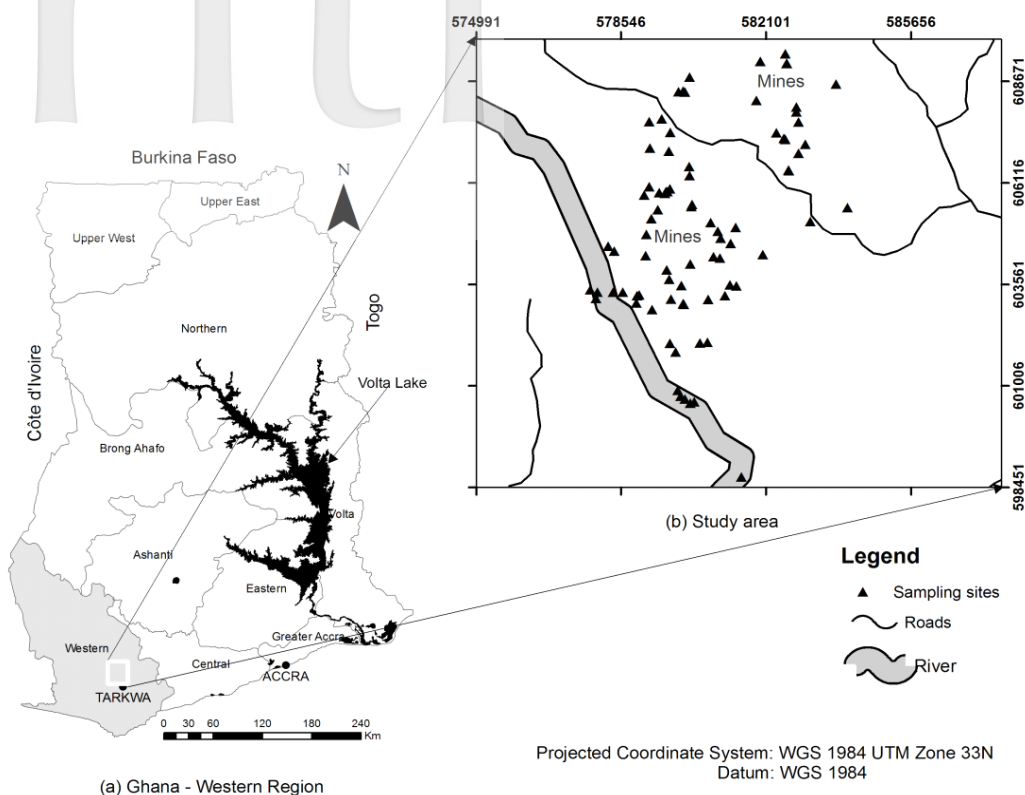 574991
578546
582101
585656
608671
606116
603561
601006
598451
Mines
Mines
(b) Study area
Burkina Faso
N
Upper East
Upper West
Togo
Northern
Côte d'Ivoire
Volta Lake
Brong Ahafo
Volta
Ashanti
Eastern
Greater Accra
Western
Central
ACCRA
TARKWA
0 30 60 120 180 240
Km
(a) Ghana - Western Region
Legend
Sampling sites
Roads
River
Projected Coordinate System: WGS 1984 UTM Zone 33N
Datum: WGS 1984